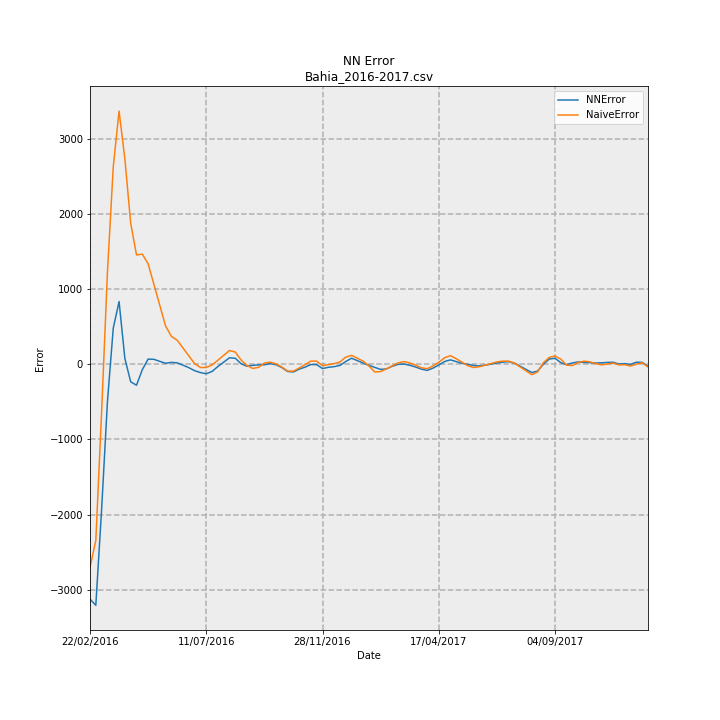 NN Error
Bahia_2016-2017.csv
NNError
NaiveError
3000
2000
1000
0
−1000
−2000
−3000
Error
22/02/2016
11/07/2016
28/11/2016
17/04/2017
04/09/2017
Date